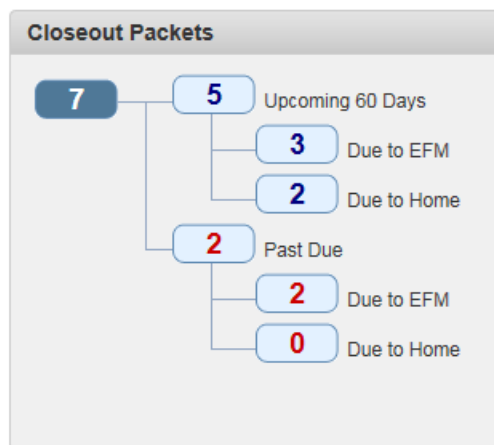 Closeout Packets
7
5 Upcoming 60 Days
3 Due to EFM
2 Due to Home
2 Past Due
2 Due to EFM
0 Due to Home